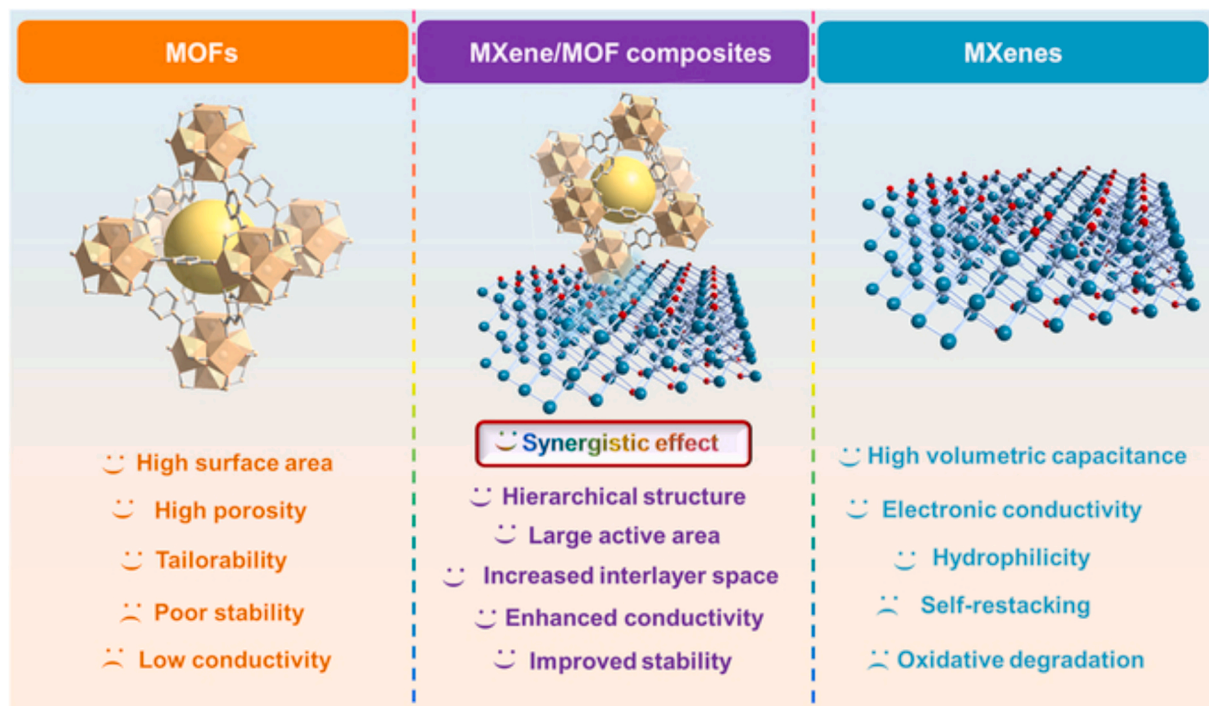 MOFs
High surface area
High porosity
Tailorability
Poor stability
Low conductivity
MXene/MOF composites
Synergistic effect
Hierarchical structure
Large active area
Increased interlayer space
Enhanced conductivity
Improved stability
MXenes
High volumetric capacitance
Electronic conductivity
Hydrophilicity
Self-restacking
Oxidative degradation